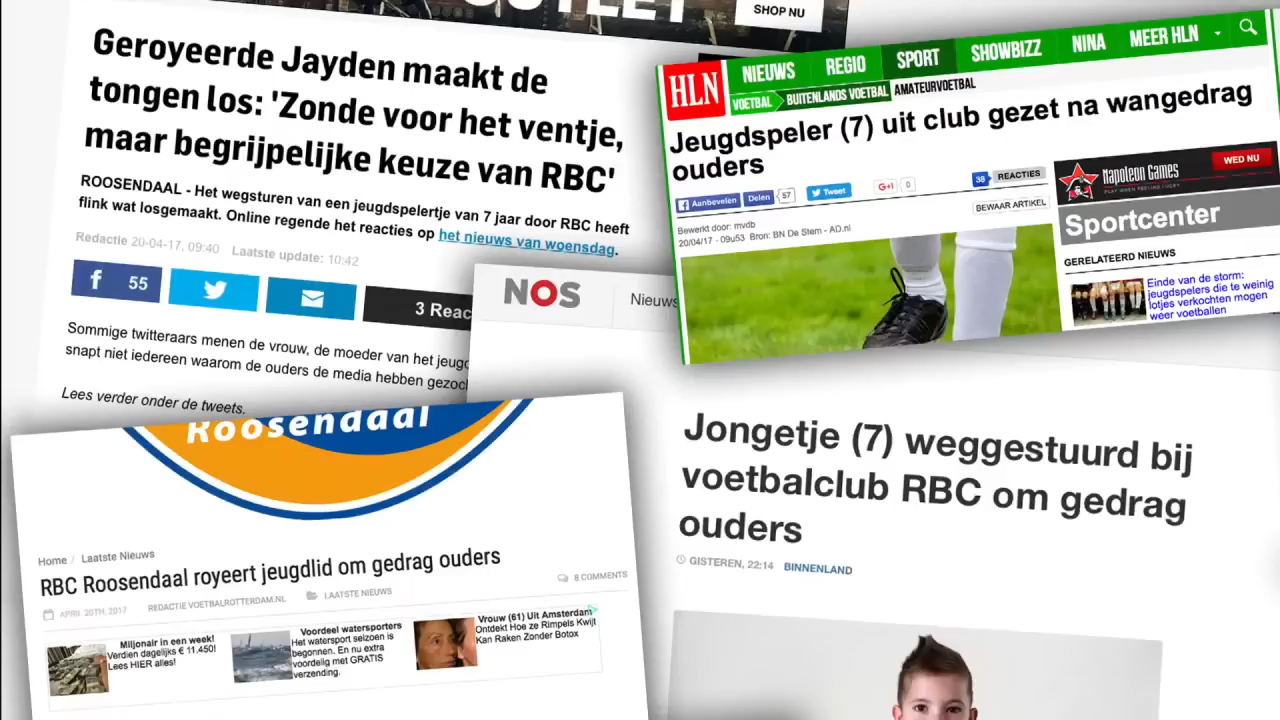 SHOP NU
Geroyeerde Jayden maakt de
tongen los: 'Zonde voor het ventje,
maar begrijpelijke keuze van RBC'
ROOSENDAAL - Het wegsturen van een jeugdspelertje van 7 jaar door RBC heeft
flink wat losgemaakt. Online regende het reacties op het nieuws van woensdag.
Redactie 20-04-17, 09:40 Laatste update: 10:42
55
3 Reac
Sommige twitteraars menen de vrouw, de moeder van het jeugd
snapt niet iedereen waarom de ouders de media hebben gezoch
Lees verder onder de tweets.
HLN
NIEUWS REGIO SPORT SHOWBIZZ NINA MEER HLN
VOETBAL BUITENLANDS VOETBAL AMATEURVOETBAL
Jeugdspeler (7) uit club gezet na wangedrag
ouders
Aanbevelen Delen 57 Tweet G+1 0 38 REACTIES
BEWAAR ARTIKEL
Bewerkt door: mvdb
20/04/17 - 09u53 Bron: BN De Stem - AD.nl
Napoleon Games
PLAY WHEN FEELING LUCKY
WED NU
Sportcenter
GERELATEERD NIEUWS
Einde van de storm:
jeugdspelers die te weinig
lotjes verkochten mogen
weer voetballen
NOS
Nieuws
Jongetje (7) weggestuurd bij
voetbalclub RBC om gedrag
ouders
GISTEREN, 22:14 BINNENLAND
Roosendaal
Home / Laatste Nieuws
RBC Roosendaal royeert jeugdlid om gedrag ouders
APRIL 20TH, 2017 REDACTIE VOETBALROTTERDAM.NL LAATSTE NIEUWS 8 COMMENTS
Miljonair in een week!
Verdien dagelijks € 11.450!
Lees HIER alles!
Voordeel watersporters
Het watersport seizoen is
begonnen. En nu extra
voordelig met GRATIS
verzending.
Vrouw (61) Uit Amsterdam
Ontdekt Hoe ze Rimpels Kwijt
Kan Raken Zonder Botox